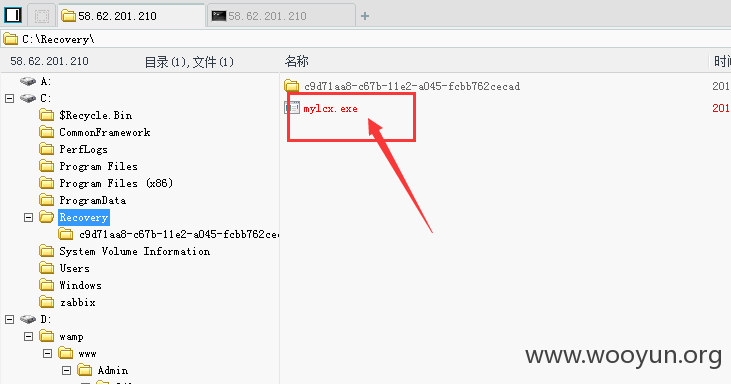 58.62.201.210
58.62.201.210
C:\Recovery\
58.62.201.210 目录(1),文件(1) 名称 时间
A:
C:
$Recycle.Bin
CommonFramework
PerfLogs
Program Files
Program Files (x86)
ProgramData
Recovery
c9d71aa8-c67b-11e2-a045-fcbb762cec
System Volume Information
Users
Windows
zabbix
D:
wamp
www
Admin
c9d71aa8-c67b-11e2-a045-fcbb762cecad 201
mylcx.exe 201
www.wooyun.org